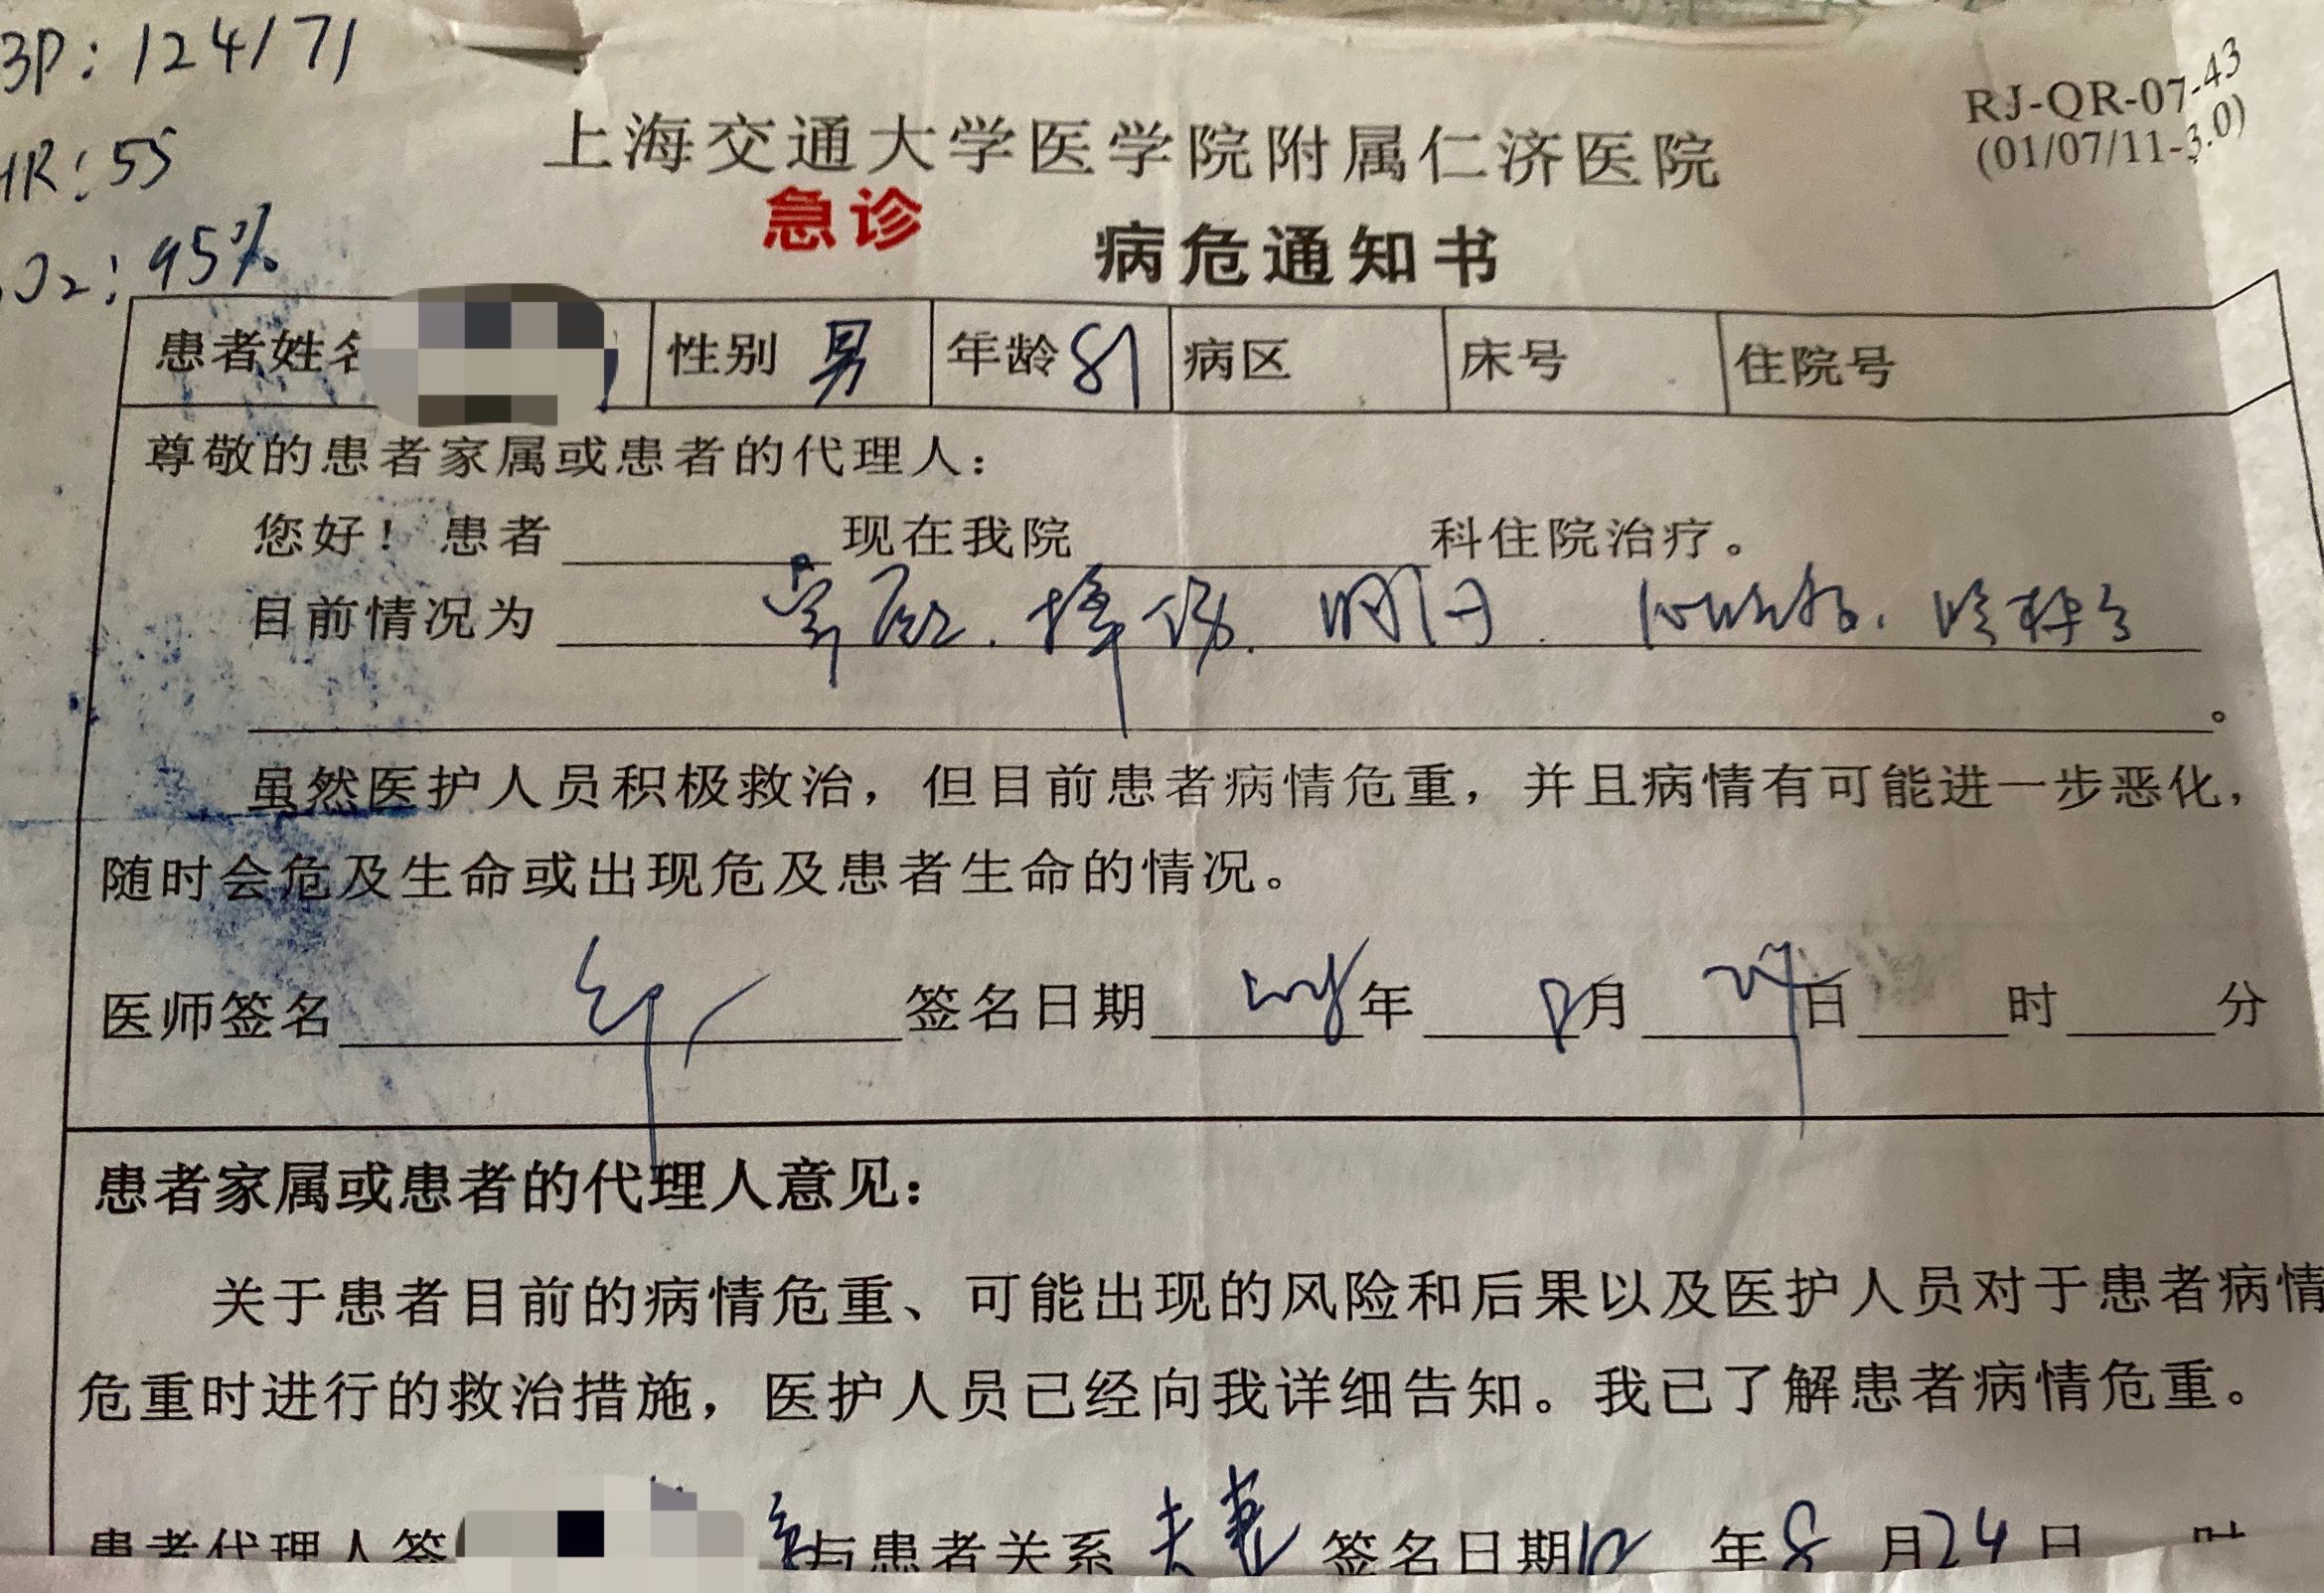 BP: 124/71
HR: 55
O2: 95%
RJ-QR-07-43
(01/07/11-3.0)
上海交通大学医学院附属仁济医院
急诊
病危通知书
患者姓名 性别 男 年龄 81 病区 床号 住院号
尊敬的患者家属或患者的代理人：
您好！ 患者 现在我院 科住院治疗。
目前情况为
。
虽然医护人员积极救治，但目前患者病情危重，并且病情有可能进一步恶化，
随时会危及生命或出现危及患者生命的情况。
医师签名 签名日期 年 8月 24日 时 分
患者家属或患者的代理人意见：
关于患者目前的病情危重、可能出现的风险和后果以及医护人员对于患者病情
危重时进行的救治措施，医护人员已经向我详细告知。我已了解患者病情危重。
患者代理人签 与患者关系 夫妻 签名日期 年 8 月 24 日 时